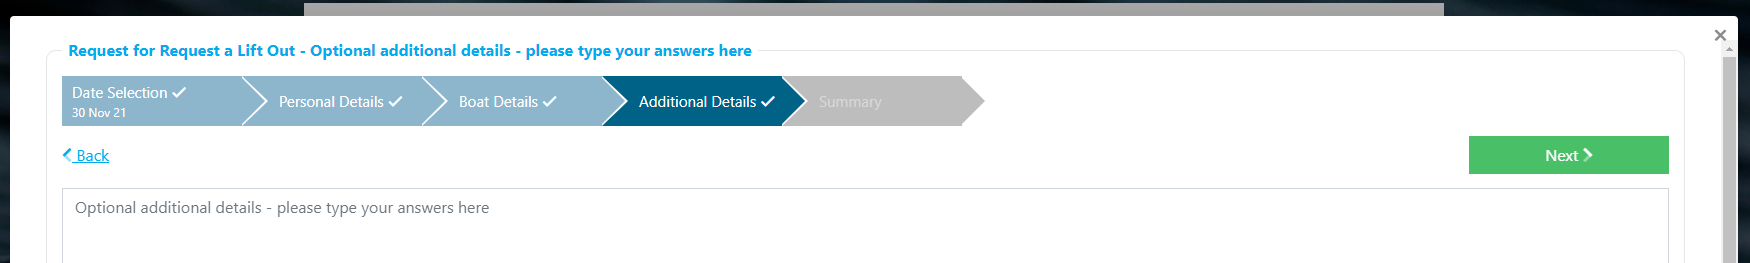 Request for Request a Lift Out - Optional additional details - please type your answers here
Date Selection
30 Nov 21
Personal Details
Boat Details
Additional Details
Summary
Back
Next
Optional additional details - please type your answers here